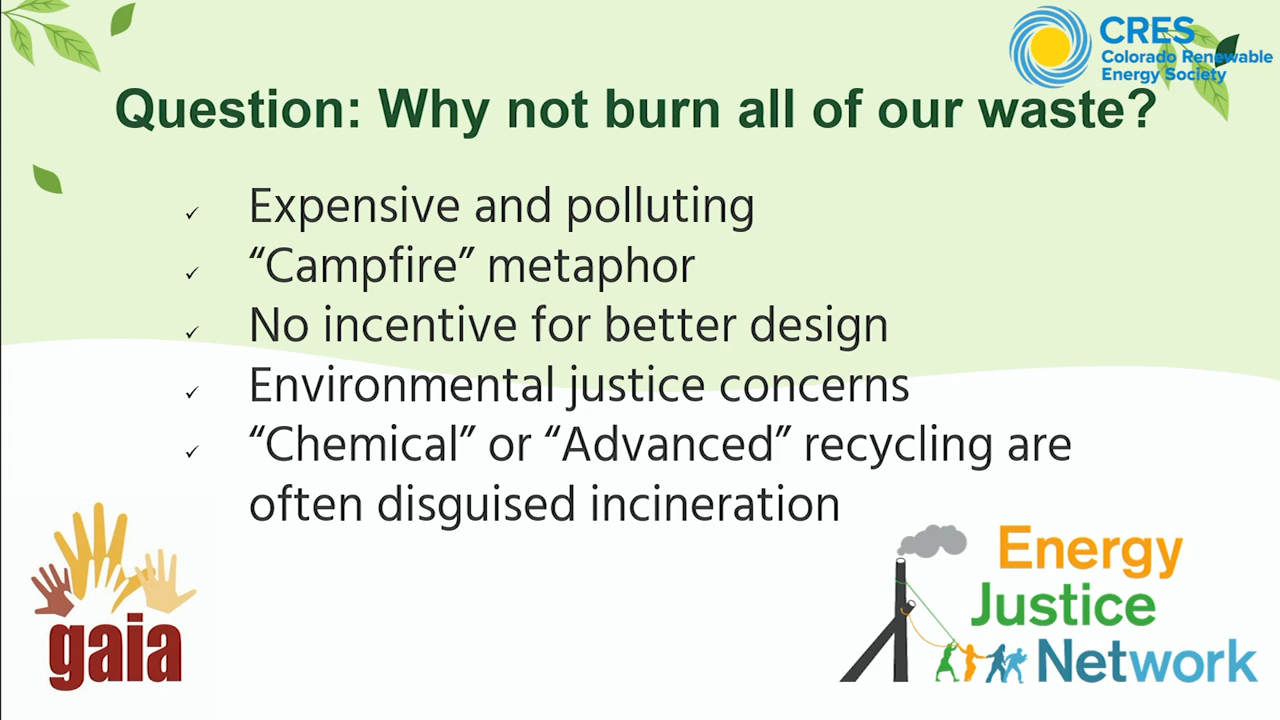 CRES
Colorado Renewable
Energy Society
Question: Why not burn all of our waste?
✓ Expensive and polluting
✓ “Campfire” metaphor
✓ No incentive for better design
✓ Environmental justice concerns
✓ “Chemical” or “Advanced” recycling are
often disguised incineration
gaia
Energy
Justice
Network